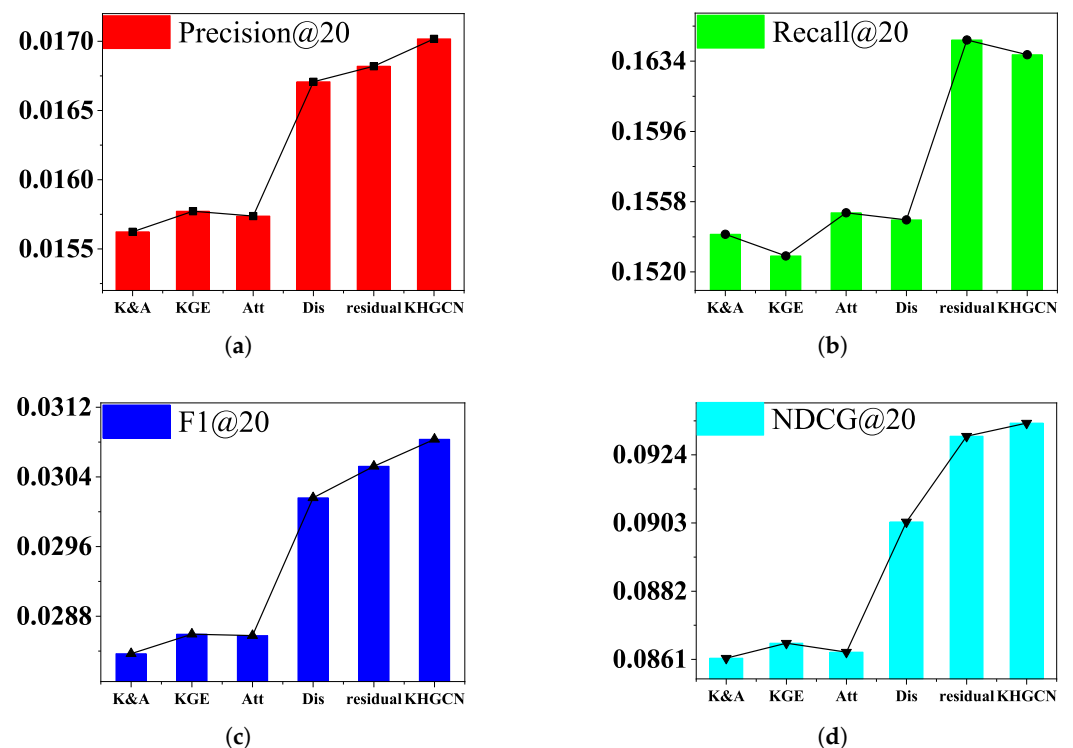 Precision@20
0.0170
0.0165
0.0160
0.0155
K&A KGE Att Dis residual KHGCN
(a)
Recall@20
0.1634
0.1596
0.1558
0.1520
K&A KGE Att Dis residual KHGCN
(b)
F1@20
0.0312
0.0304
0.0296
0.0288
K&A KGE Att Dis residual KHGCN
(c)
NDCG@20
0.0924
0.0903
0.0882
0.0861
K&A KGE Att Dis residual KHGCN
(d)